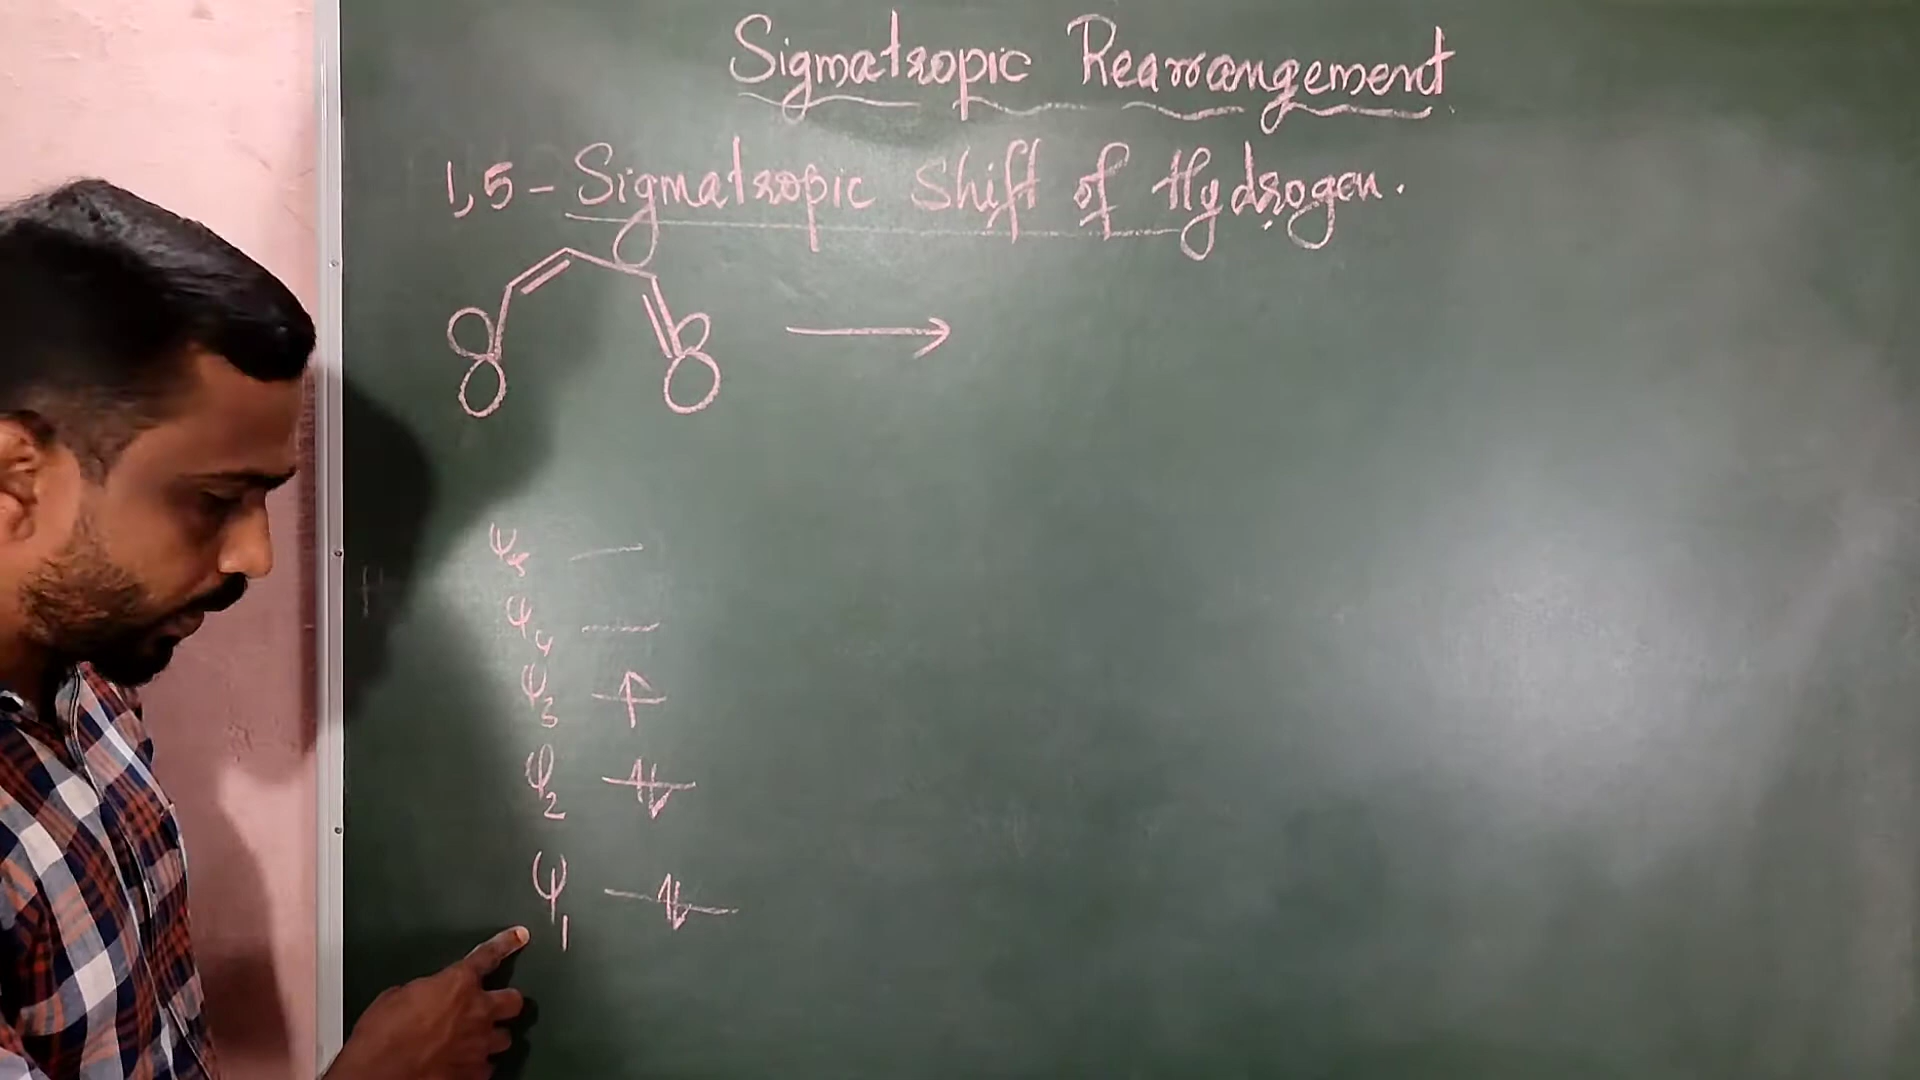 Sigmatropic Rearrangement
1,5 - Sigmatropic Shift of Hydrogen.
ψ5
ψ4
ψ3
ψ2
ψ1